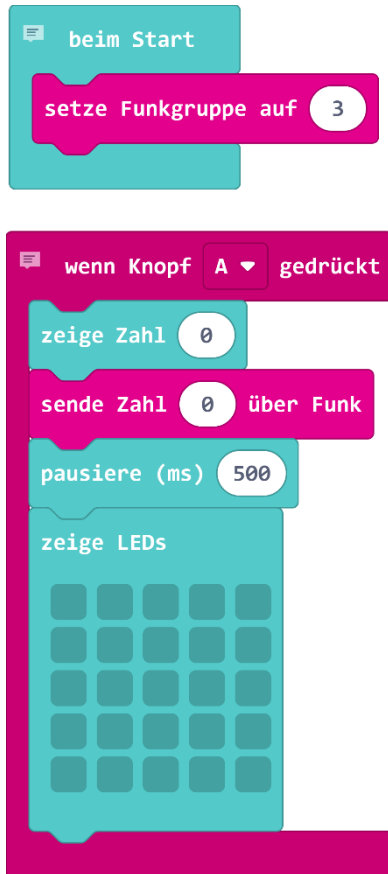 beim Start
setze Funkgruppe auf 3
wenn Knopf A gedrückt
zeige Zahl 0
sende Zahl 0 über Funk
pausiere (ms) 500
zeige LEDs